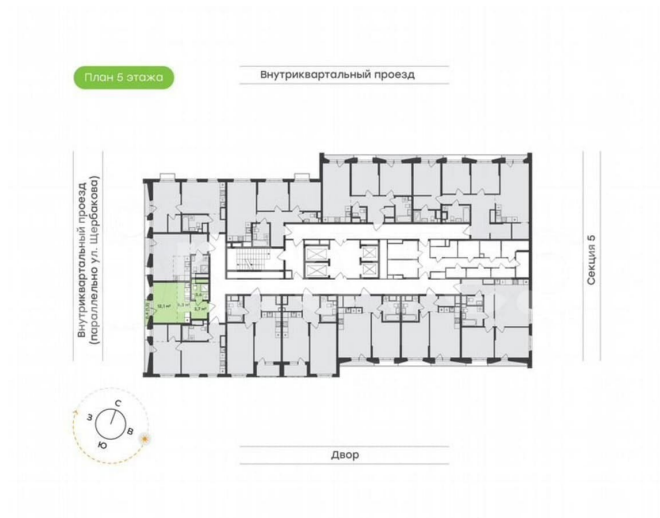 План 5 этажа
Внутриквартальный проезд
Внутриквартальный проезд
(параллельно ул. Щербакова)
Секция 5
С
З
В
Ю
Двор